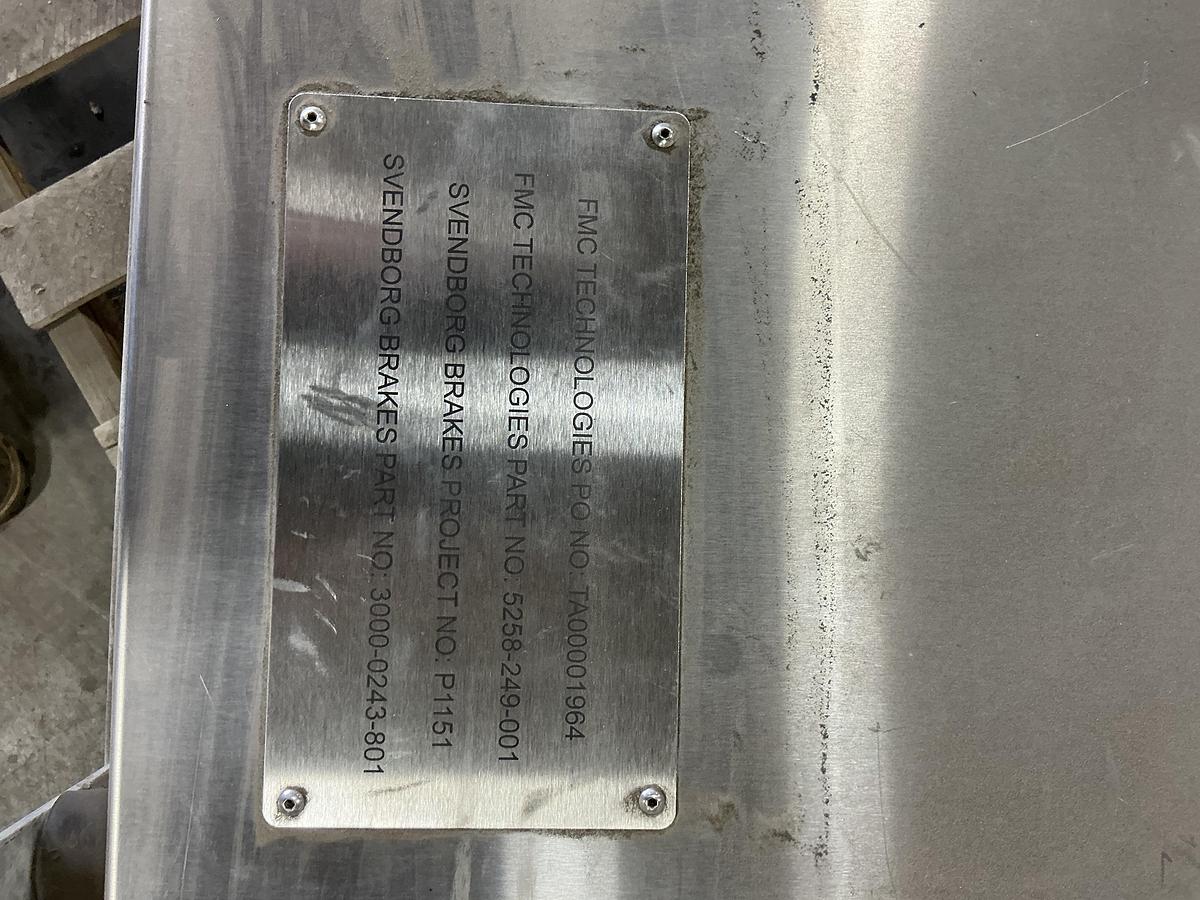 FMC TECHNOLOGIES PO NO: TA00001964
FMC TECHNOLOGIES PART NO: 5258-249-001
SVENDBORG BRAKES PROJECT NO: P1151
SVENDBORG BRAKES PART NO: 3000-0243-801